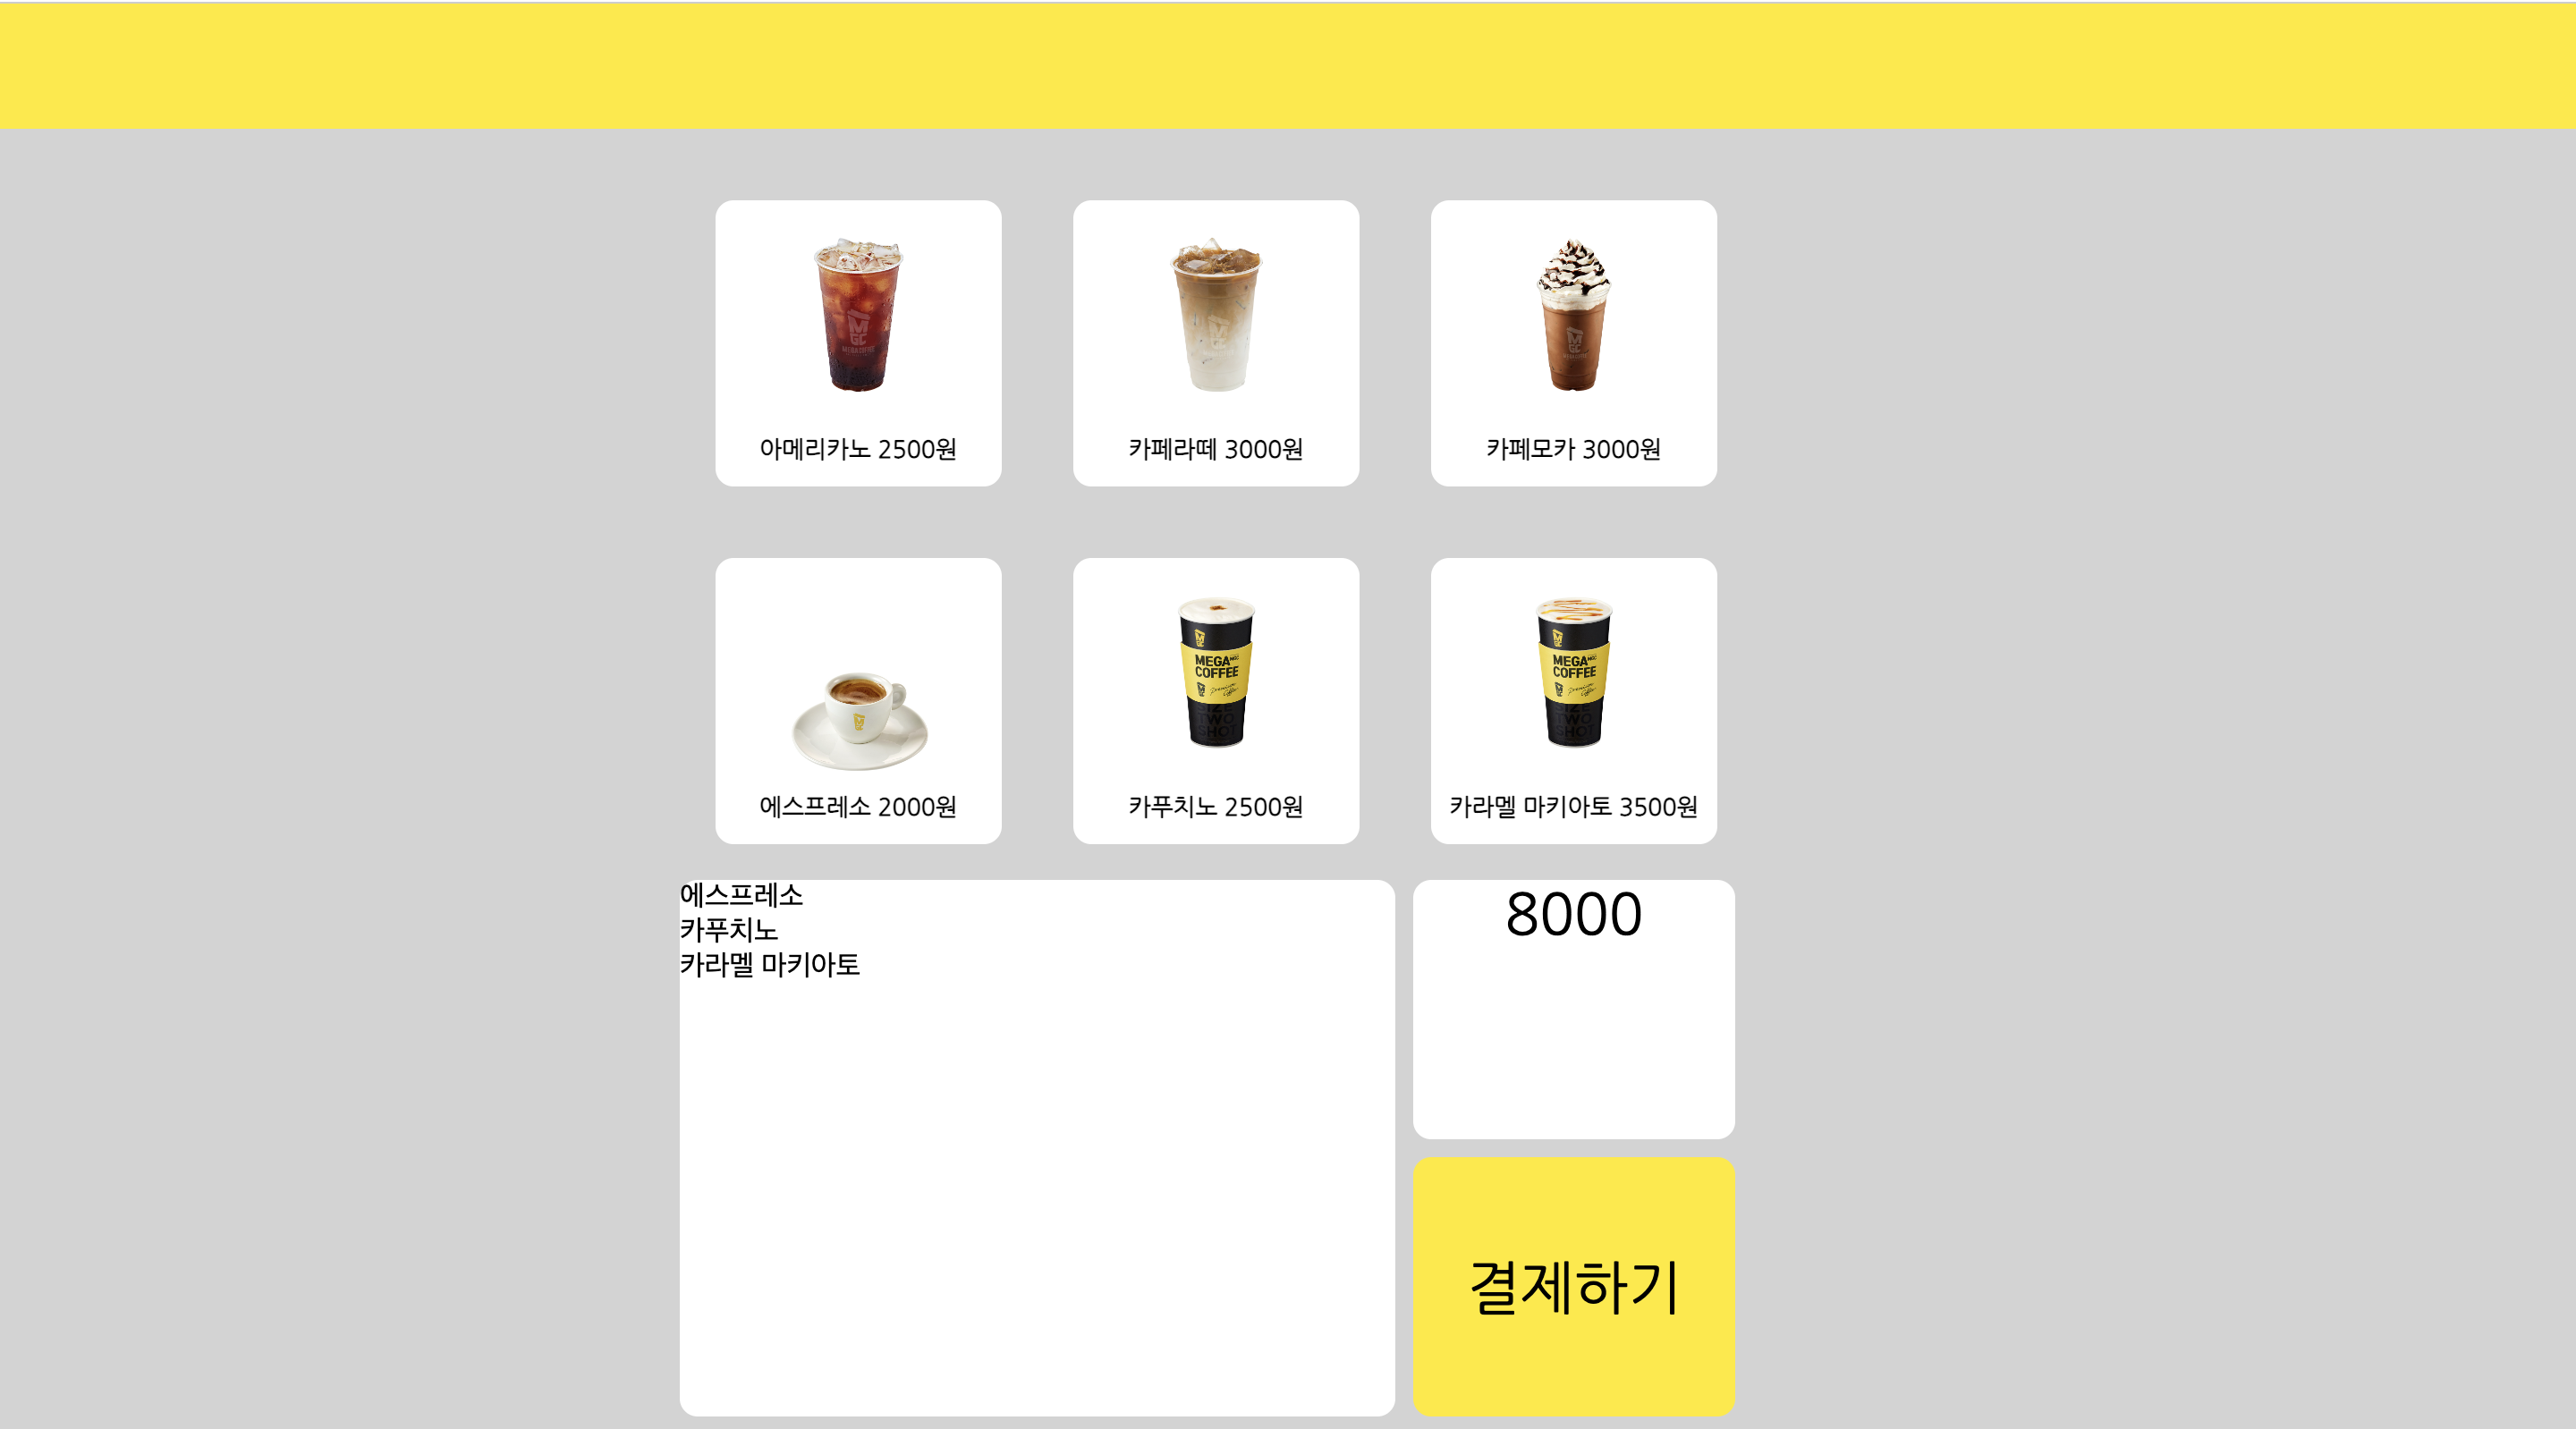 아메리카노 2500원
카페라떼 3000원
카페모카 3000원
MEGA MGC
COFFEE
MEGA MGC
COFFEE
에스프레소 2000원
카푸치노 2500원
카라멜 마키아토 3500원
에스프레소
카푸치노
카라멜 마키아토
8000
결제하기